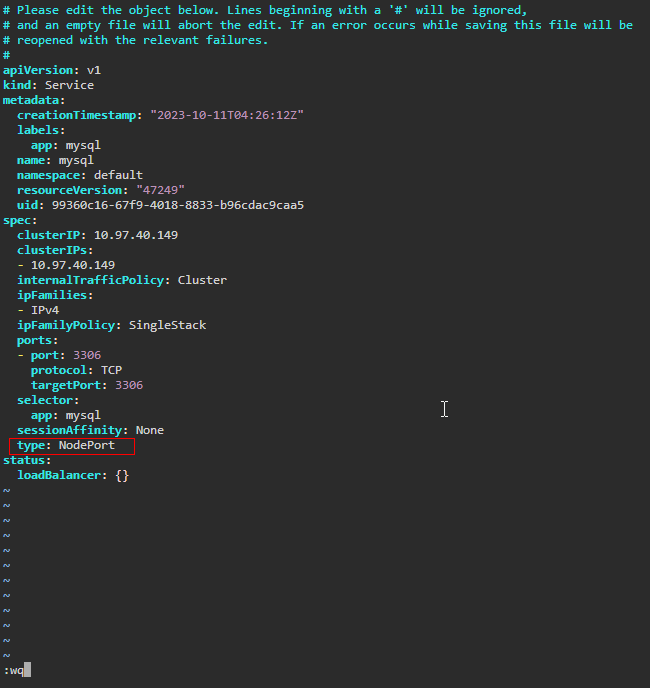 # Please edit the object below. Lines beginning with a '#' will be ignored,
# and an empty file will abort the edit. If an error occurs while saving this file will be
# reopened with the relevant failures.
#
apiVersion: v1
kind: Service
metadata:
  creationTimestamp: "2023-10-11T04:26:12Z"
  labels:
    app: mysql
  name: mysql
  namespace: default
  resourceVersion: "47249"
  uid: 99360c16-67f9-4018-8833-b96cdac9caa5
spec:
  clusterIP: 10.97.40.149
  clusterIPs:
  - 10.97.40.149
  internalTrafficPolicy: Cluster
  ipFamilies:
  - IPv4
  ipFamilyPolicy: SingleStack
  ports:
  - port: 3306
    protocol: TCP
    targetPort: 3306
  selector:
    app: mysql
  sessionAffinity: None
  type: NodePort
status:
  loadBalancer: {}
~
~
~
~
~
~
~
~
~
~
~
~
:wq